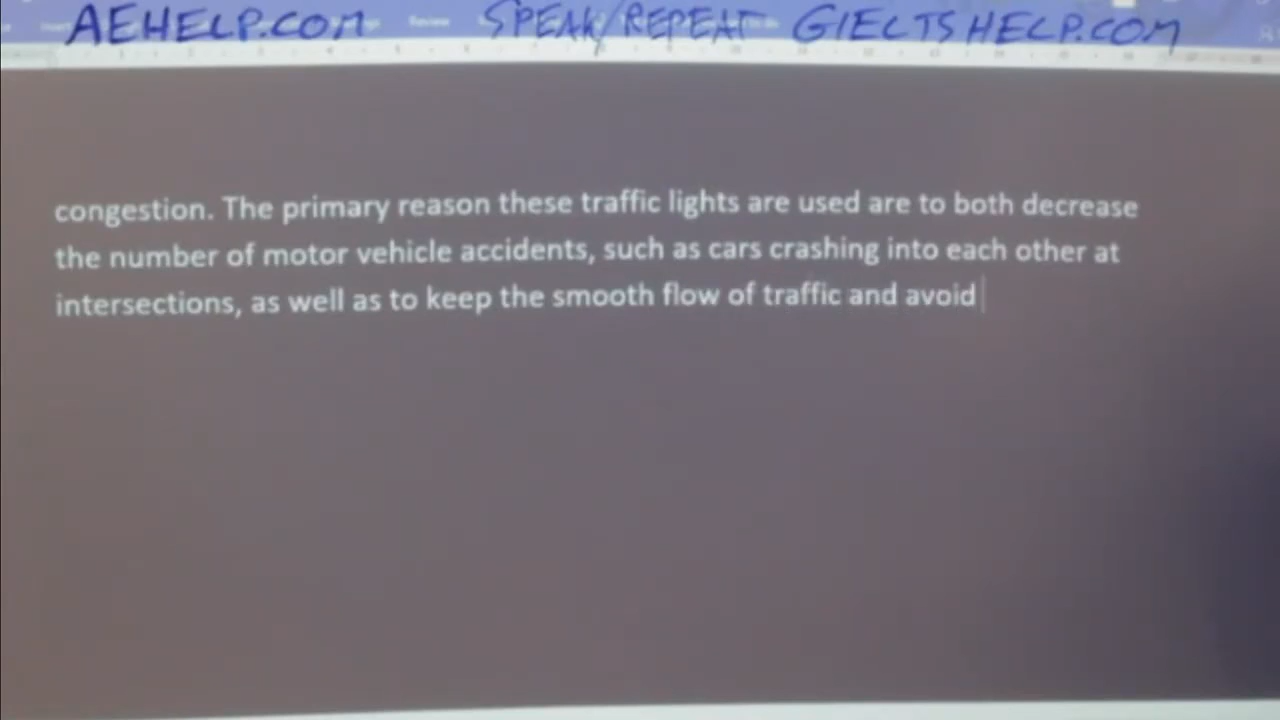 AEHELP.COM SPEAK/REPEAT GIELTSHELP.COM
Review
congestion. The primary reason these traffic lights are used are to both decrease
the number of motor vehicle accidents, such as cars crashing into each other at
intersections, as well as to keep the smooth flow of traffic and avoid